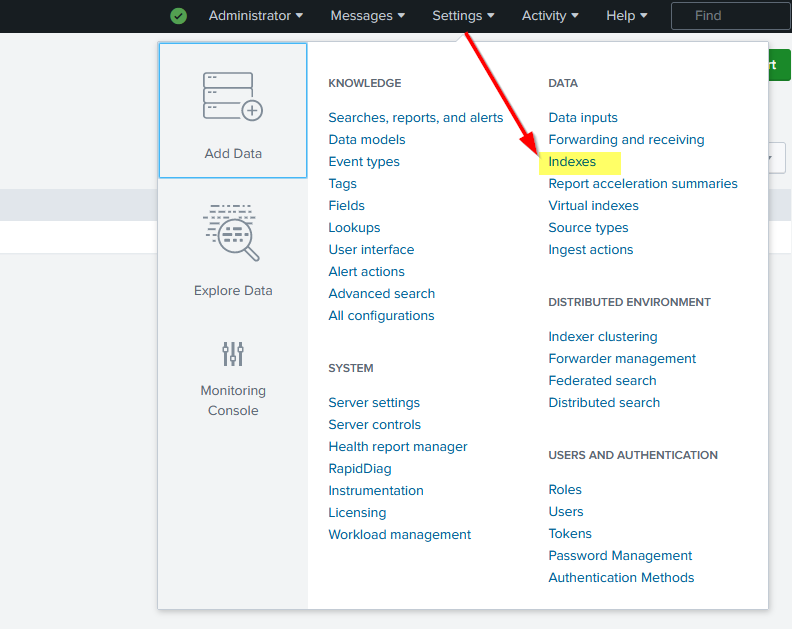 Administrator Messages Settings Activity Help Find
rt
Add Data
Explore Data
Monitoring
Console
KNOWLEDGE
Searches, reports, and alerts
Data models
Event types
Tags
Fields
Lookups
User interface
Alert actions
Advanced search
All configurations
SYSTEM
Server settings
Server controls
Health report manager
RapidDiag
Instrumentation
Licensing
Workload management
DATA
Data inputs
Forwarding and receiving
Indexes
Report acceleration summaries
Virtual indexes
Source types
Ingest actions
DISTRIBUTED ENVIRONMENT
Indexer clustering
Forwarder management
Federated search
Distributed search
USERS AND AUTHENTICATION
Roles
Users
Tokens
Password Management
Authentication Methods